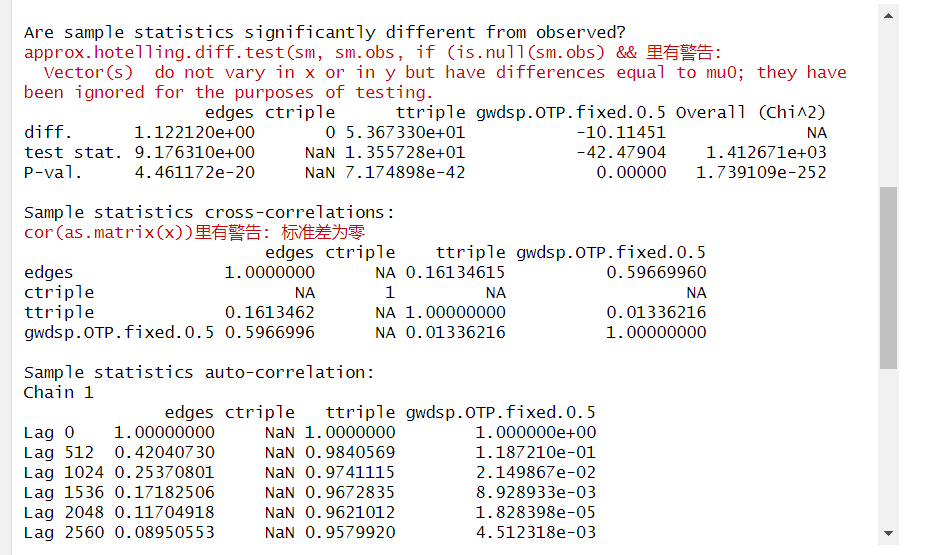 Are sample statistics significantly different from observed?
approx.hotelling.diff.test(sm, sm.obs, if (is.null(sm.obs) && 里有警告:
  Vector(s)  do not vary in x or in y but have differences equal to mu0; they have
been ignored for the purposes of testing.
                  edges ctriple      ttriple gwdsp.OTP.fixed.0.5 Overall (Chi^2)
diff.      1.122120e+00       0 5.367330e+01           -10.11451              NA
test stat. 9.176310e+00     NaN 1.355728e+01           -42.47904    1.412671e+03
P-val.     4.461172e-20     NaN 7.174898e-42             0.00000   1.739109e-252
Sample statistics cross-correlations:
cor(as.matrix(x))里有警告: 标准差为零
                        edges ctriple    ttriple gwdsp.OTP.fixed.0.5
edges               1.0000000      NA 0.16134615          0.59669960
ctriple                    NA       1         NA                  NA
ttriple             0.1613462      NA 1.00000000          0.01336216
gwdsp.OTP.fixed.0.5 0.5966996      NA 0.01336216          1.00000000
Sample statistics auto-correlation:
Chain 1
              edges ctriple   ttriple gwdsp.OTP.fixed.0.5
Lag 0    1.00000000     NaN 1.0000000        1.000000e+00
Lag 512  0.42040730     NaN 0.9840569        1.187210e-01
Lag 1024 0.25370801     NaN 0.9741115        2.149867e-02
Lag 1536 0.17182506     NaN 0.9672835        8.928933e-03
Lag 2048 0.11704918     NaN 0.9621012        1.828398e-05
Lag 2560 0.08950553     NaN 0.9579920        4.512318e-03